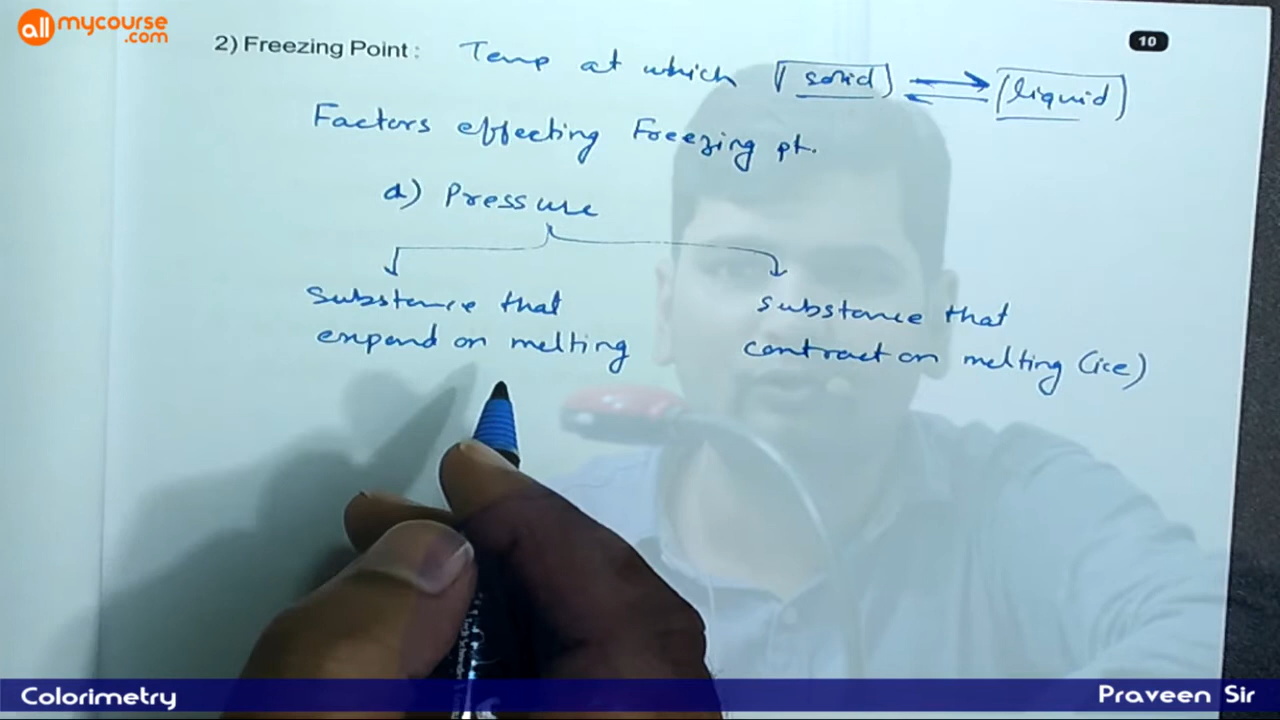 all mycourse .com
10
2) Freezing Point : Temp at which (solid) ⇌ (liquid)
Factors effecting Freezing pt.
a) Pressure
Substance that
expand on melting
substance that
contract on melting (ice)
Colorimetry
Praveen Sir